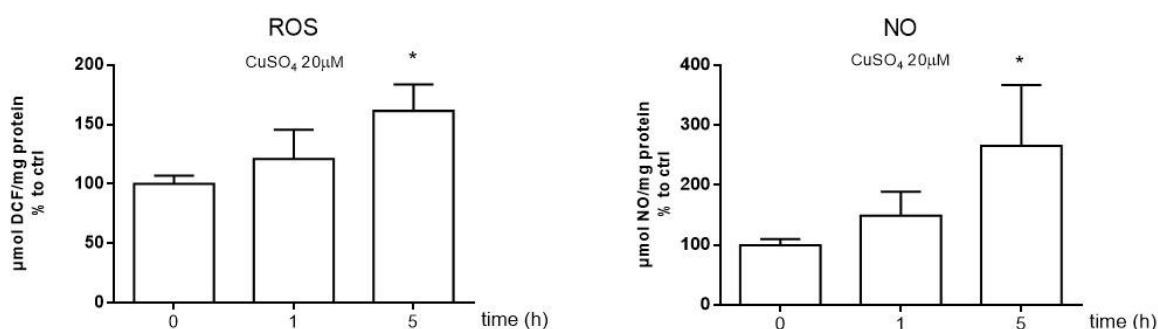 ROS
CuSO₄ 20µM
*
200
150
100
50
0
µmol DCF/mg protein
% to ctrl
0 1 5 time (h)
NO
CuSO₄ 20µM
*
400
300
200
100
0
µmol NO/mg protein
% to ctrl
0 1 5 time (h)